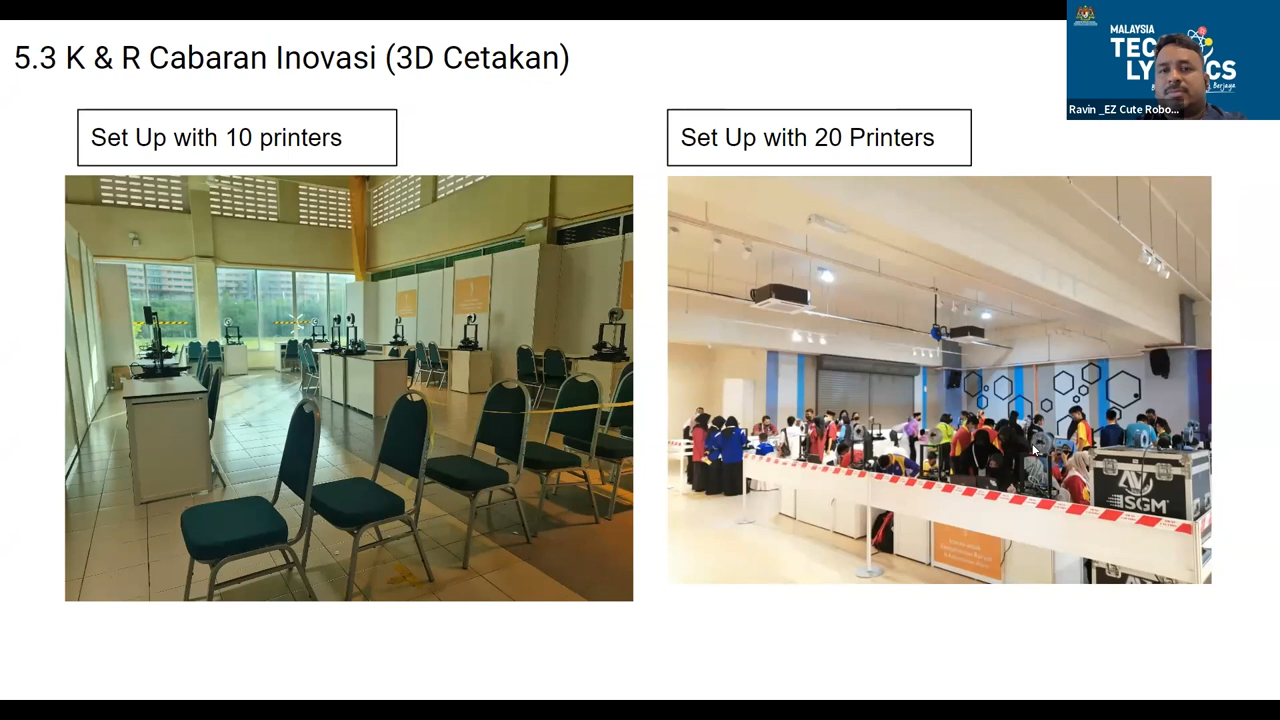 5.3 K & R Cabaran Inovasi (3D Cetakan)
Set Up with 10 printers
Set Up with 20 Printers
MALAYSIA
Berjaya
Ravin _EZ Cute Robo...
SGM